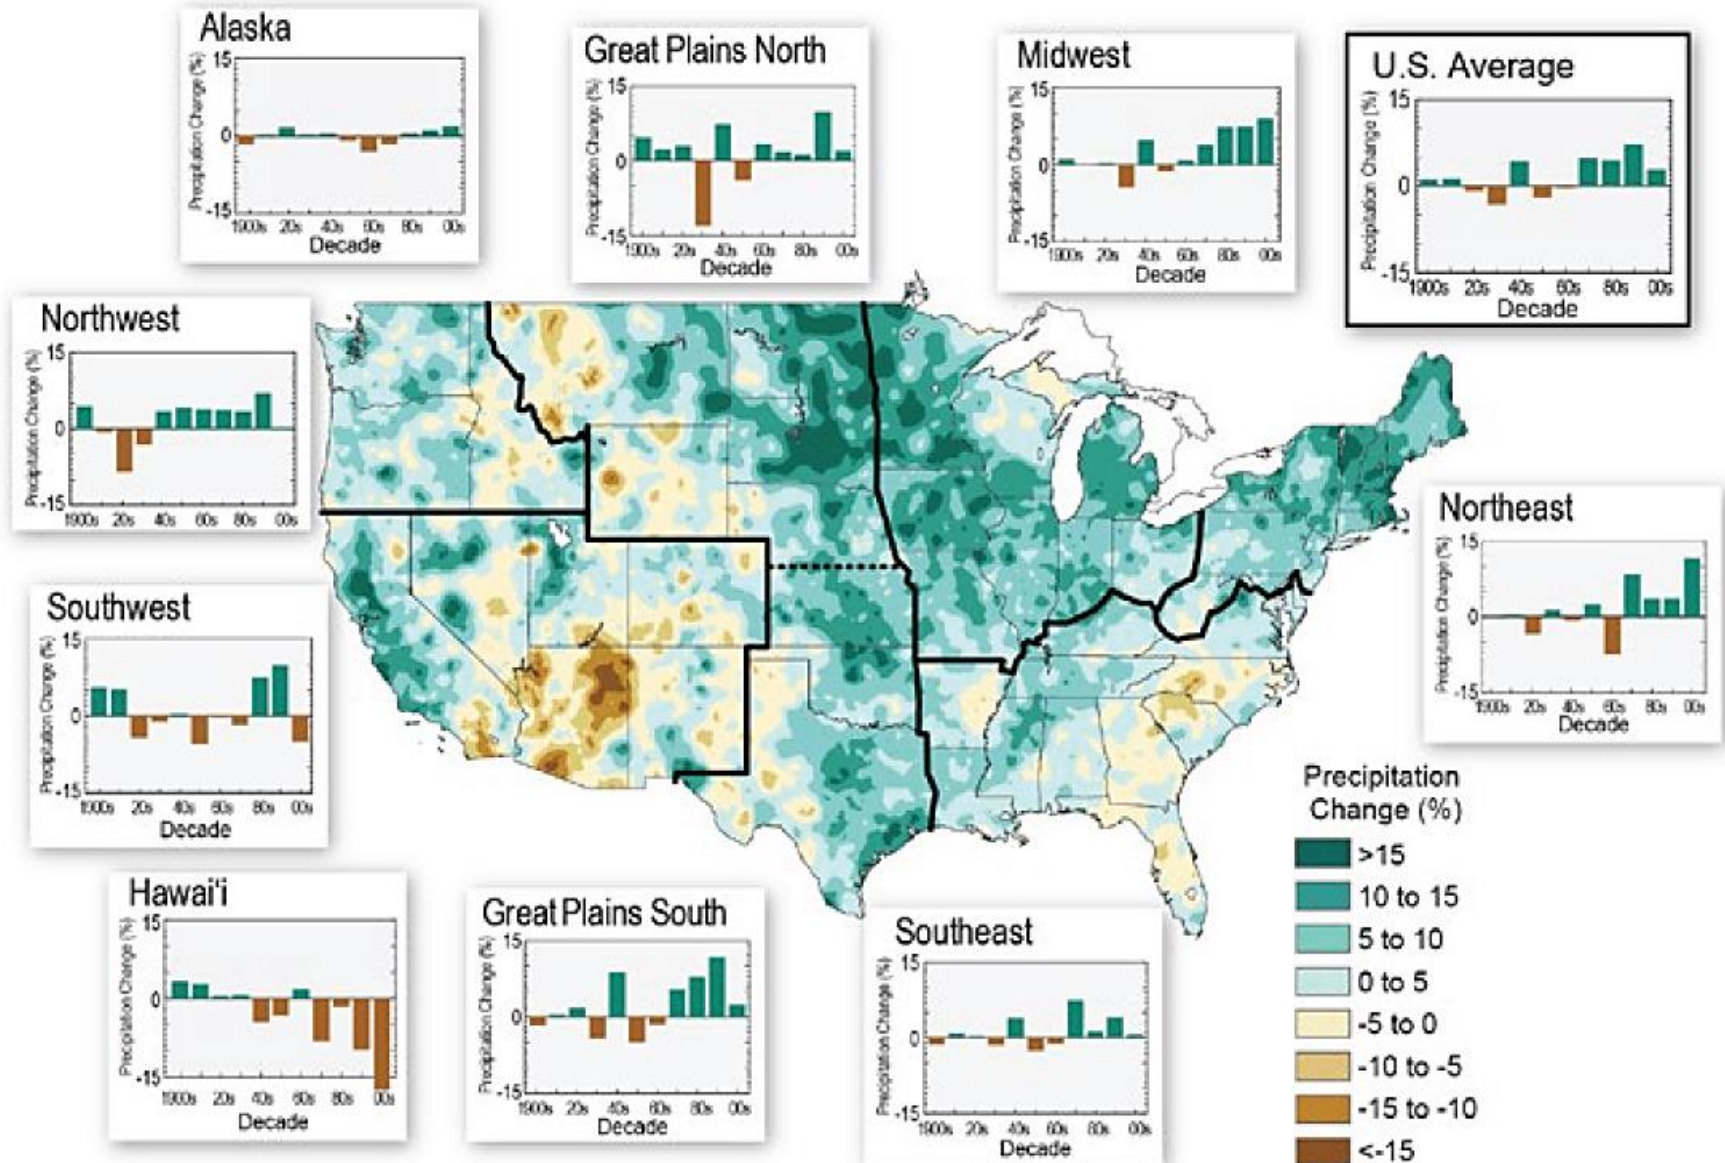 Alaska
Precipitation Change (%)
15
0
-15
1900s 20s 40s 60s 80s 00s
Decade
Great Plains North
Precipitation Change (%)
15
0
-15
1900s 20s 40s 60s 80s 00s
Decade
Midwest
Precipitation Change (%)
15
0
-15
1900s 20s 40s 60s 80s 00s
Decade
U.S. Average
Precipitation Change (%)
15
0
-15
1900s 20s 40s 60s 80s 00s
Decade
Northwest
Precipitation Change (%)
15
0
-15
1900s 20s 40s 60s 80s 00s
Northeast
Precipitation Change (%)
15
0
-15
1900s 20s 40s 60s 80s 00s
Decade
Southwest
Precipitation Change (%)
15
0
-15
1900s 20s 40s 60s 80s 00s
Decade
Hawai'i
Precipitation Change (%)
15
0
-15
1900s 20s 40s 60s 80s 00s
Decade
Great Plains South
Precipitation Change (%)
15
0
-15
1900s 20s 40s 60s 80s 00s
Decade
Southeast
Precipitation Change (%)
15
0
-15
1900s 20s 40s 60s 80s 00s
Decade
Precipitation
Change (%)
>15
10 to 15
5 to 10
0 to 5
-5 to 0
-10 to -5
-15 to -10
<-15